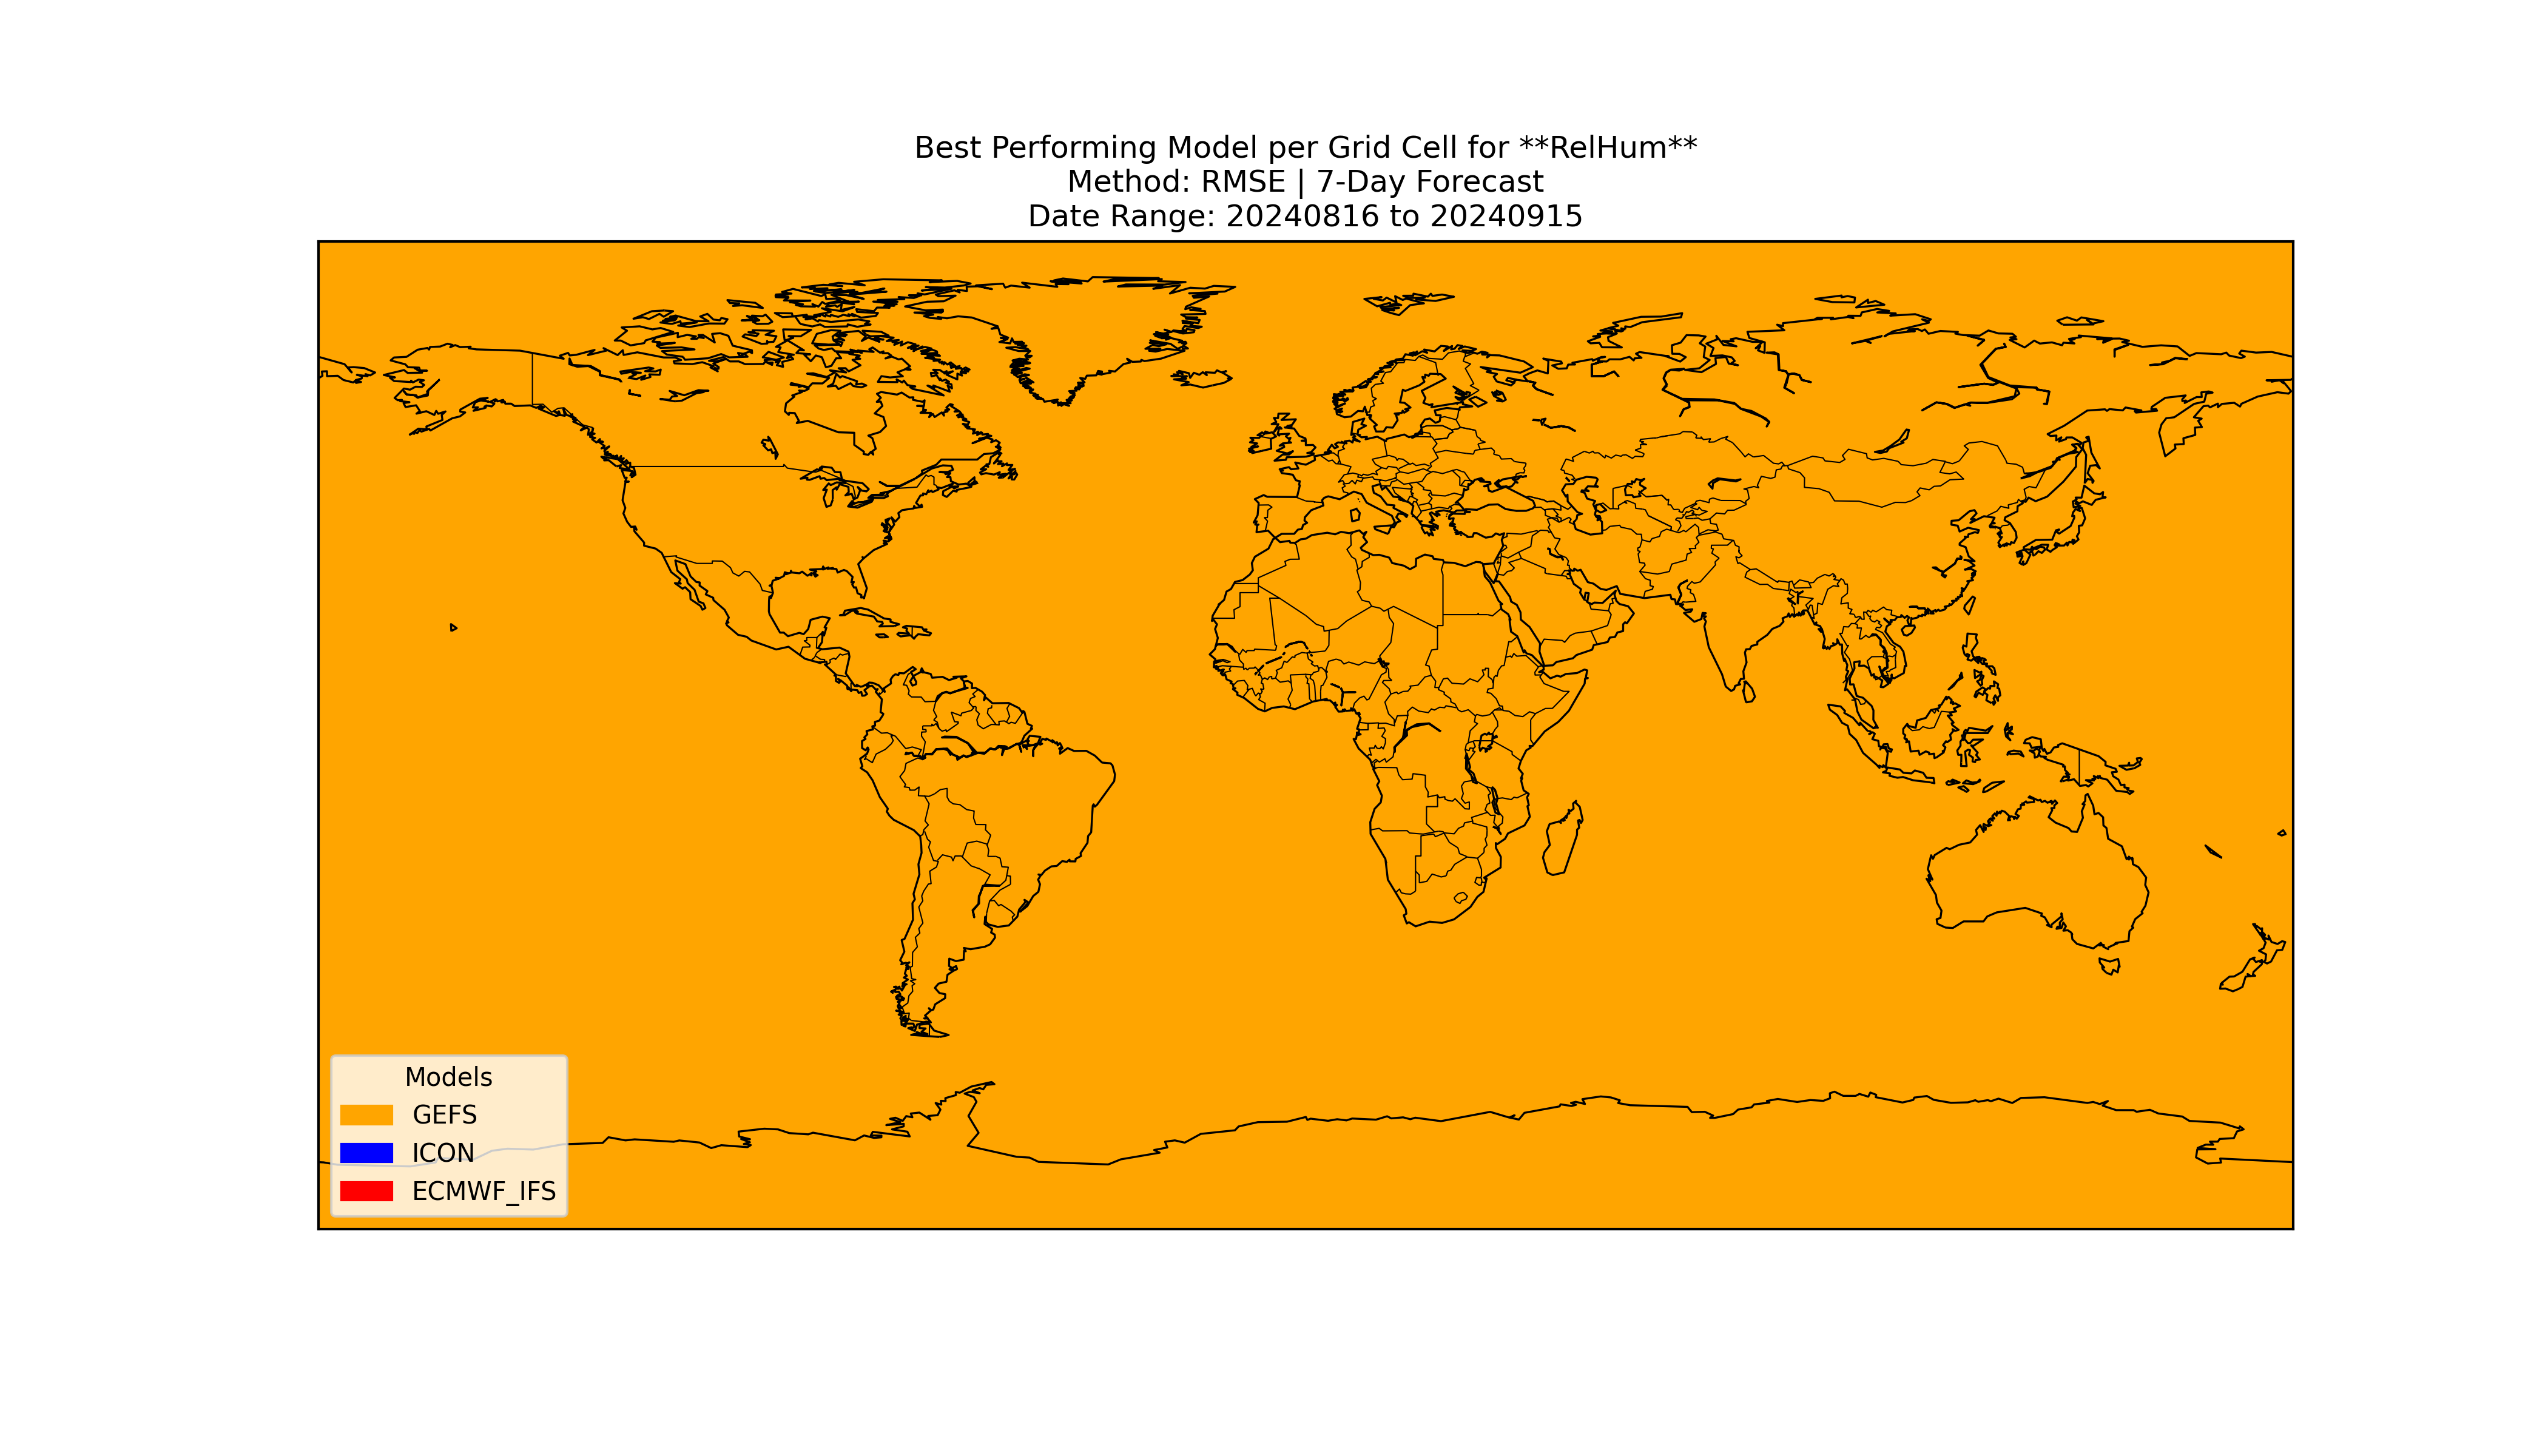 Best Performing Model per Grid Cell for **RelHum**
Method: RMSE | 7-Day Forecast
Date Range: 20240816 to 20240915
Models
GEFS
ICON
ECMWF_IFS